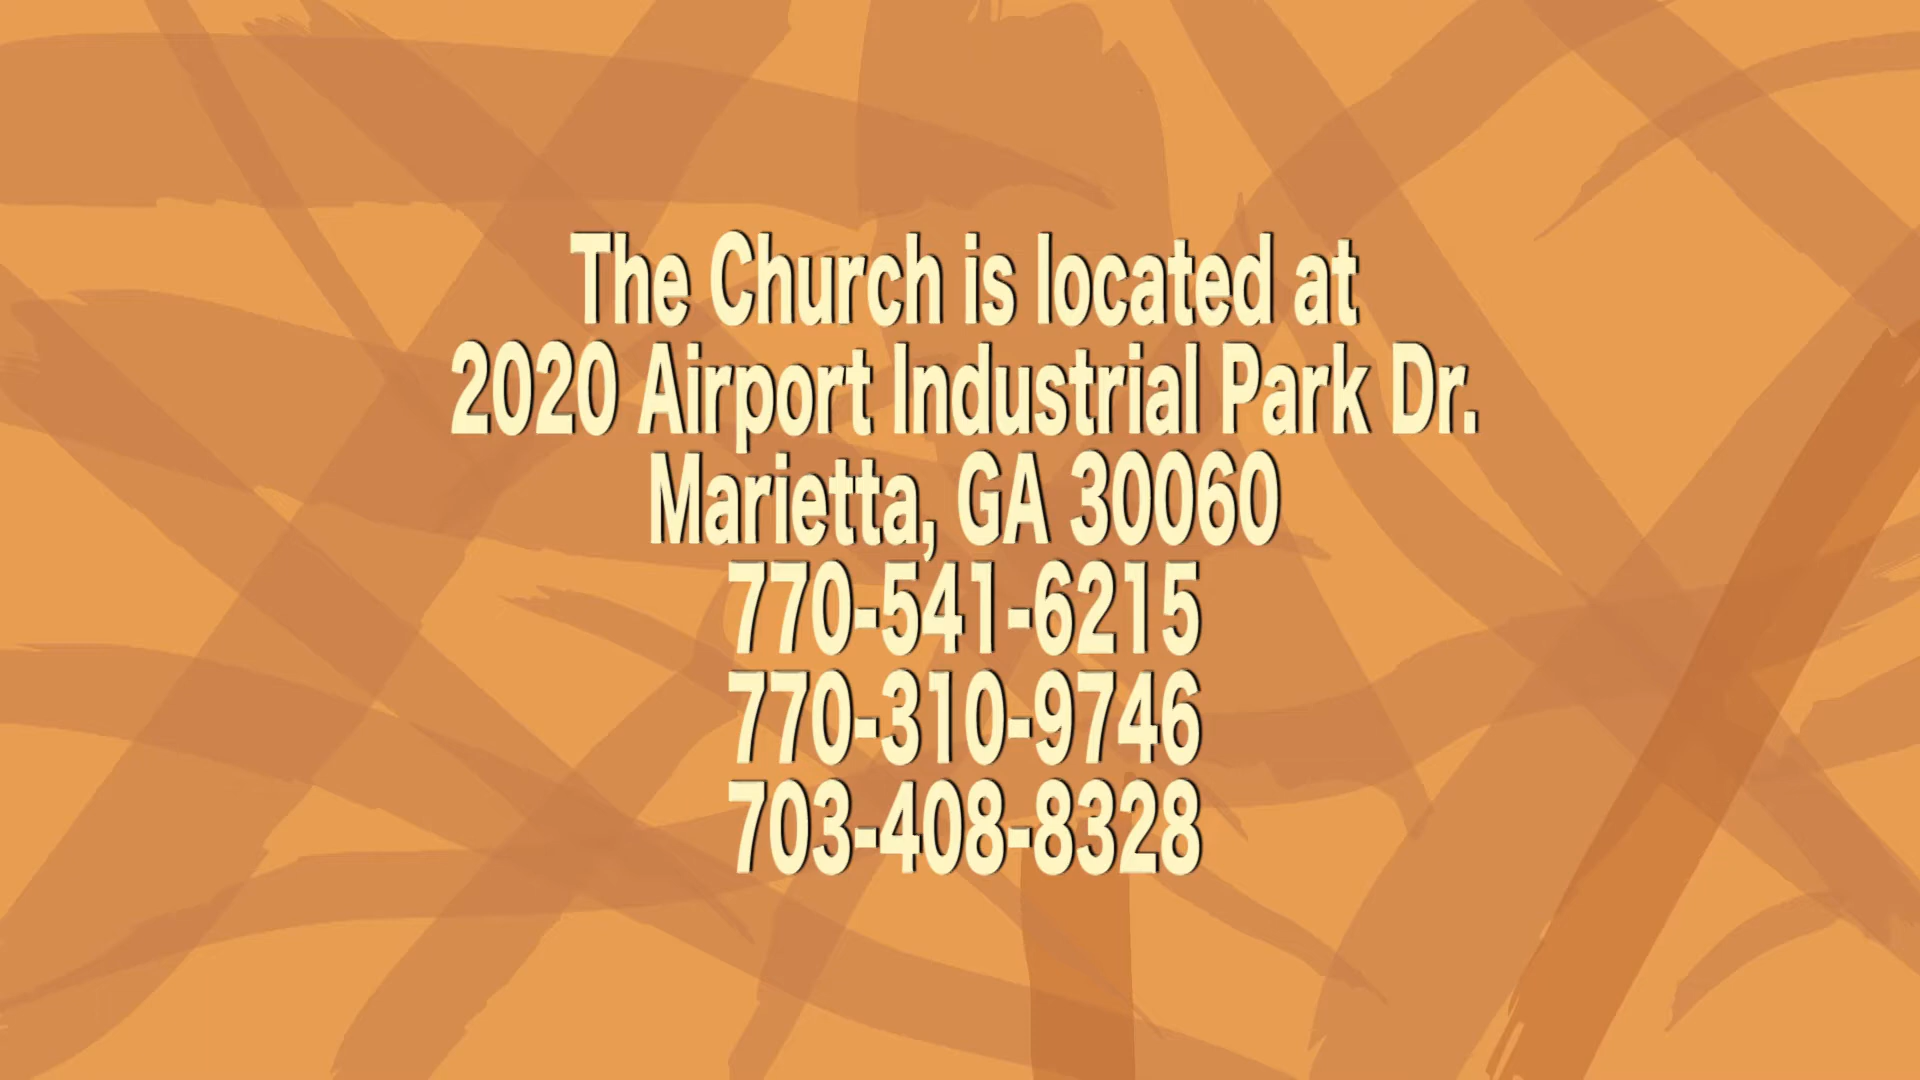 The Church is located at
2020 Airport Industrial Park Dr.
Marietta, GA 30060
770-541-6215
770-310-9746
703-408-8328